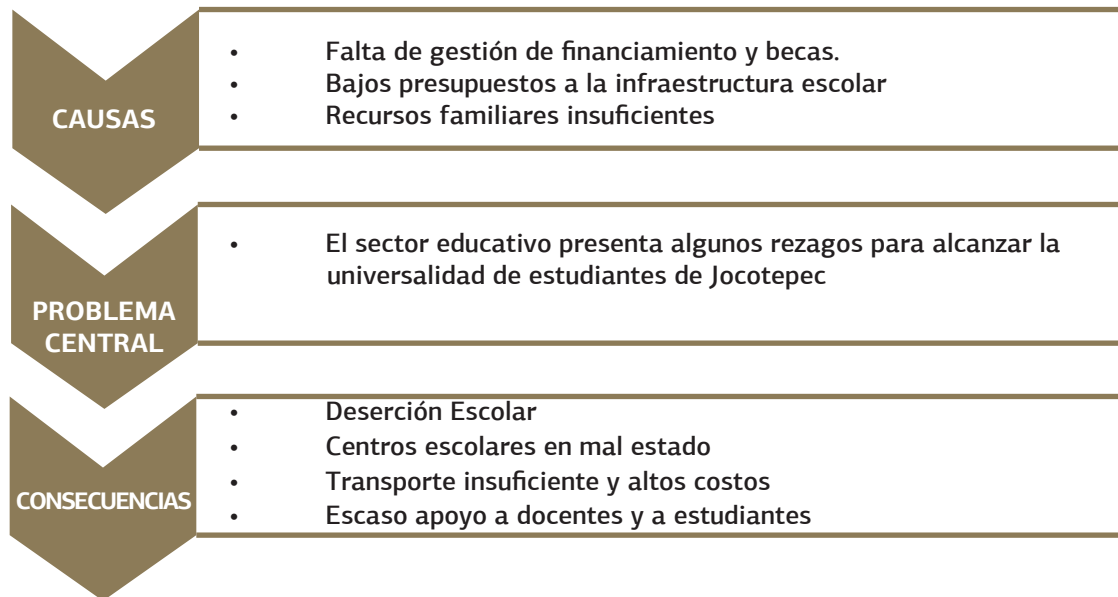 CAUSAS
• Falta de gestión de financiamiento y becas.
• Bajos presupuestos a la infraestructura escolar
• Recursos familiares insuficientes
PROBLEMA
CENTRAL
• El sector educativo presenta algunos rezagos para alcanzar la
universalidad de estudiantes de Jocotepec
CONSECUENCIAS
• Deserción Escolar
• Centros escolares en mal estado
• Transporte insuficiente y altos costos
• Escaso apoyo a docentes y a estudiantes